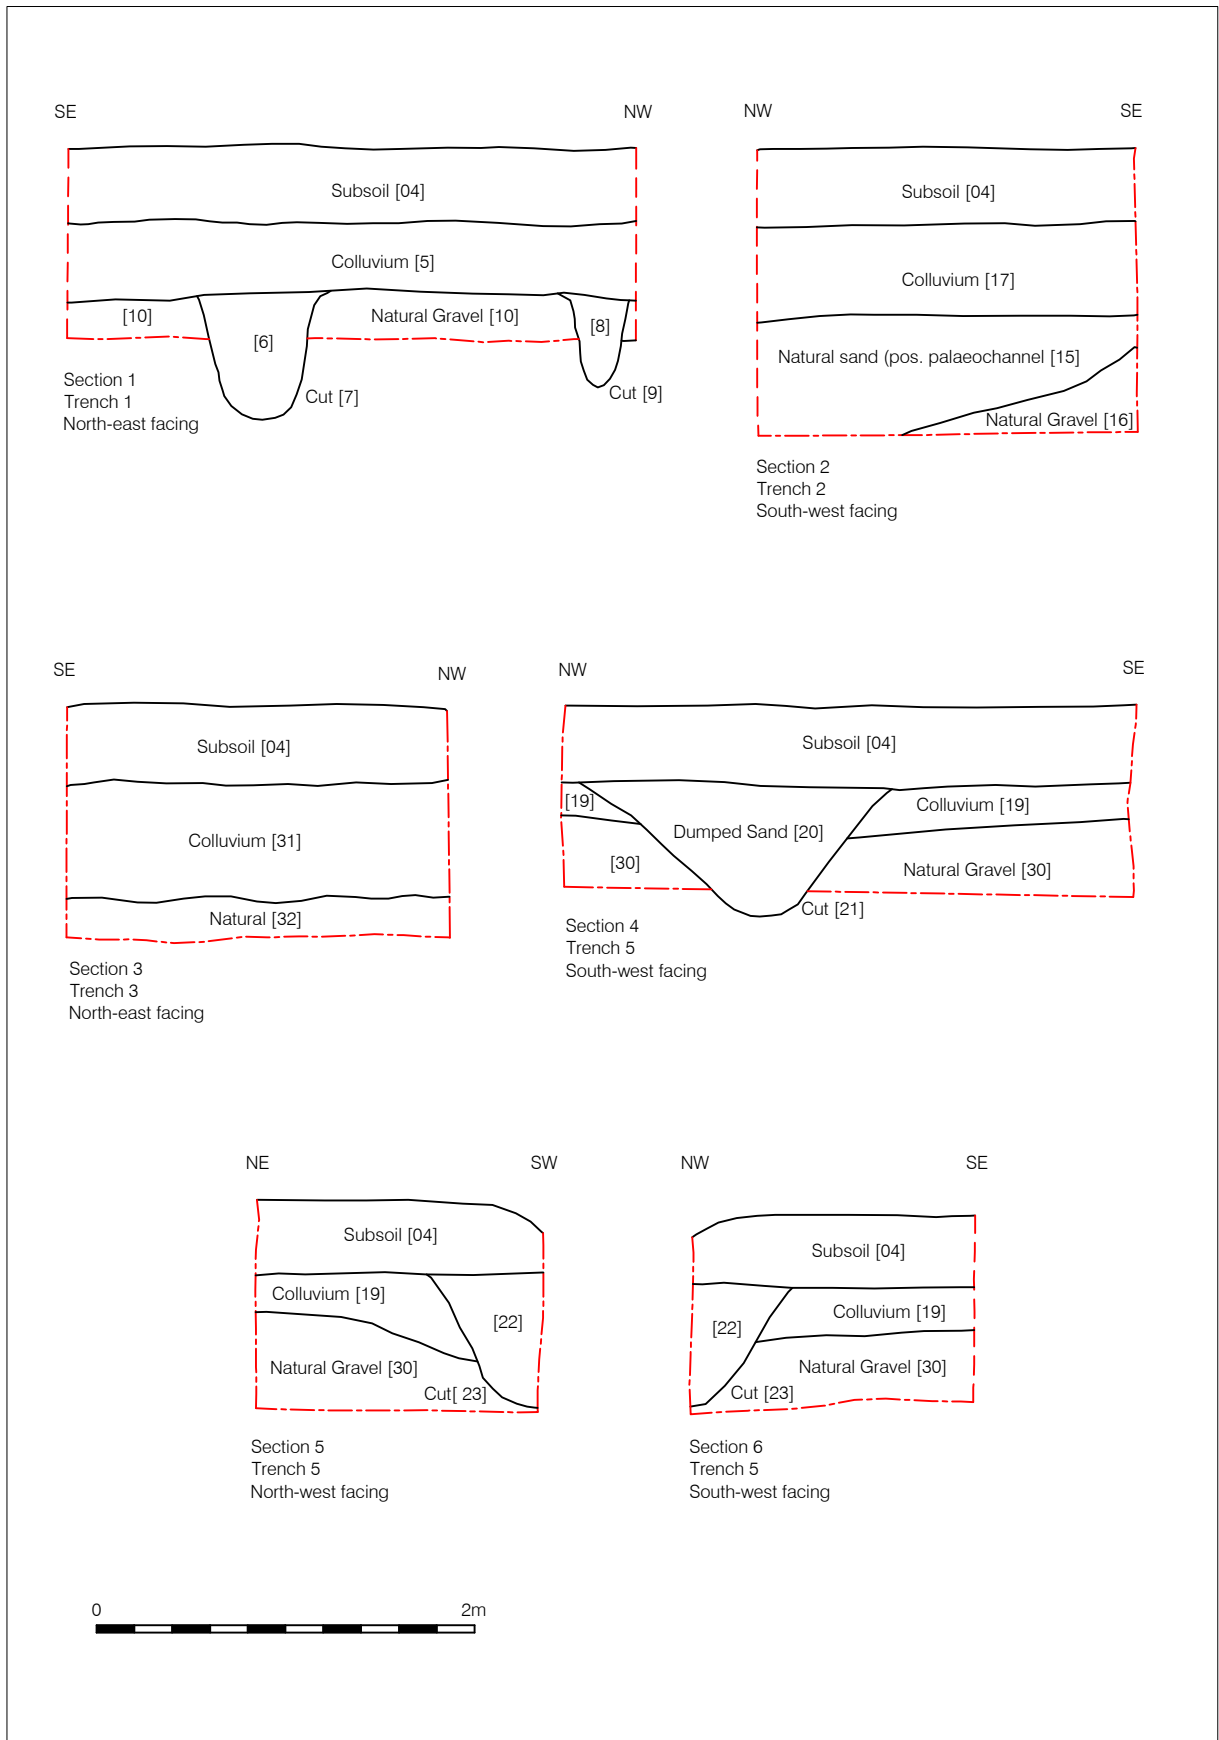 SE
NW
Subsoil [04]
Colluvium [5]
[10]
[6]
Natural Gravel [10]
[8]
Cut [7]
Cut [9]
Section 1
Trench 1
North-east facing
NW
SE
Subsoil [04]
Colluvium [17]
Natural sand (pos. palaeochannel [15]
Natural Gravel [16]
Section 2
Trench 2
South-west facing
SE
NW
Subsoil [04]
Colluvium [31]
Natural [32]
Section 3
Trench 3
North-east facing
NW
SE
Subsoil [04]
[19]
Colluvium [19]
Dumped Sand [20]
[30]
Natural Gravel [30]
Cut [21]
Section 4
Trench 5
South-west facing
NE
SW
Subsoil [04]
Colluvium [19]
[22]
Natural Gravel [30]
Cut[ 23]
Section 5
Trench 5
North-west facing
NW
SE
Subsoil [04]
Colluvium [19]
[22]
Natural Gravel [30]
Cut [23]
Section 6
Trench 5
South-west facing
0
2m